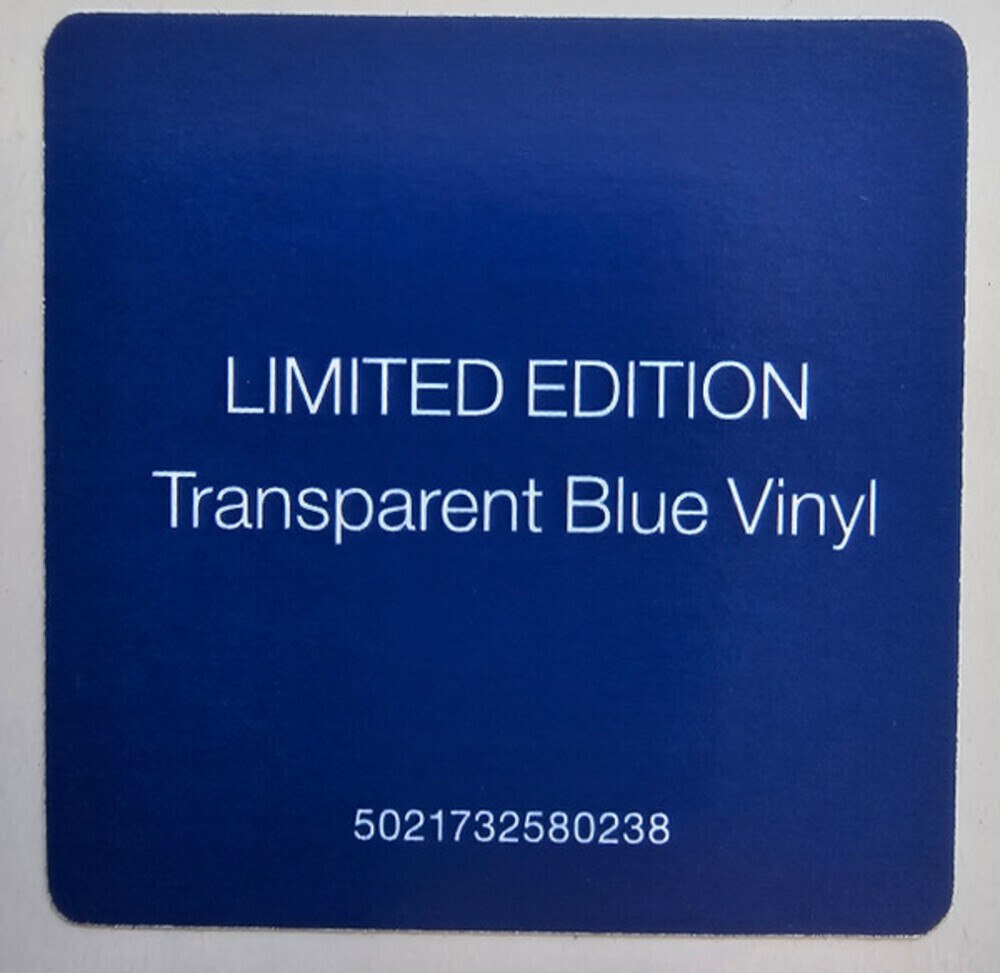 LIMITED EDITION
Transparent Blue Vinyl
5021732580238